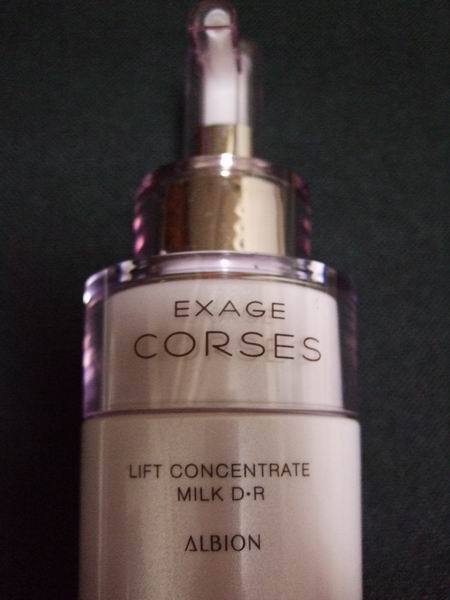 EXAGE
CORSES
LIFT CONCENTRATE
MILK D•R
ALBION